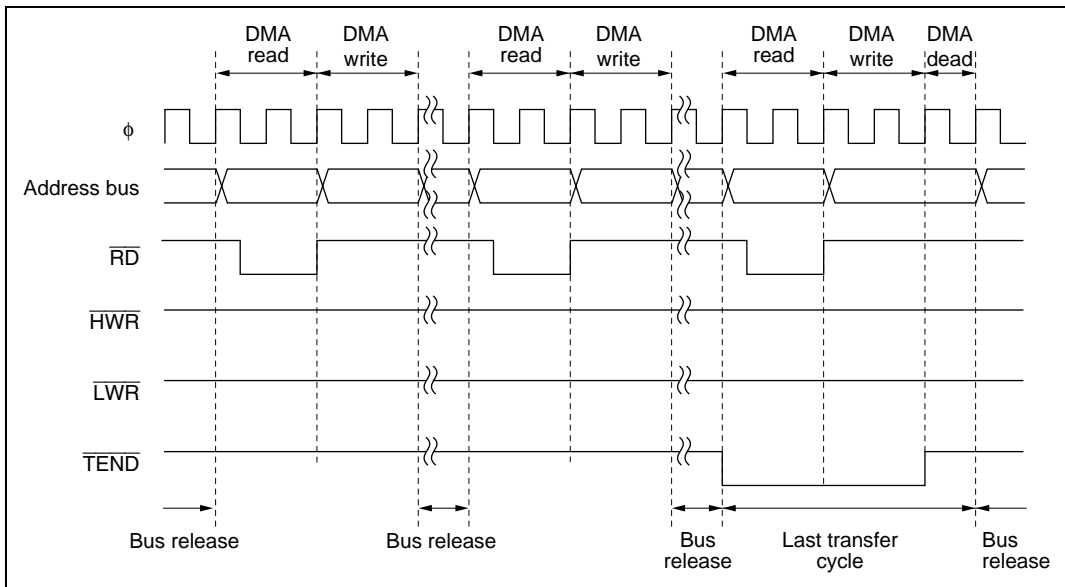 DMA read
DMA write
DMA read
DMA write
DMA read
DMA write
DMA dead
ϕ
Address bus
RD
HWR
LWR
TEND
Bus release
Bus release
Bus release
Last transfer cycle
Bus release